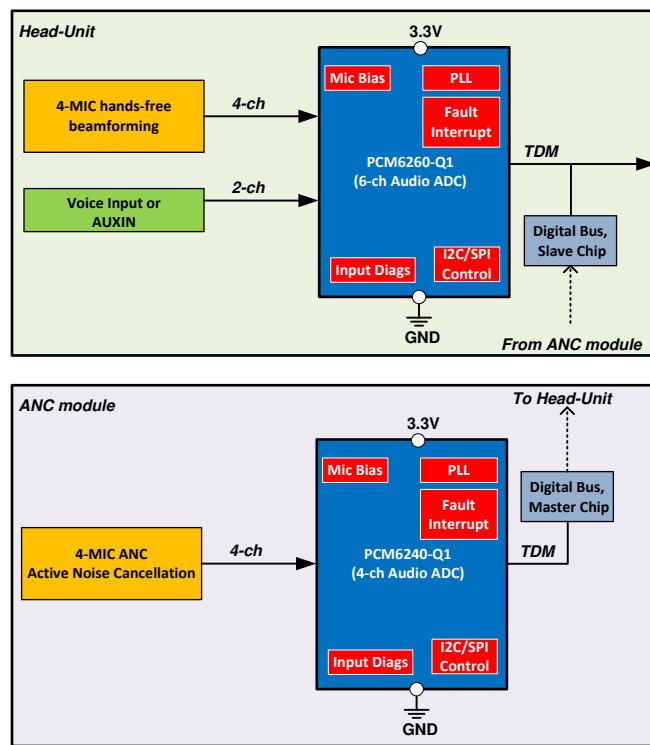 Head-Unit
3.3V
Mic Bias
PLL
4-MIC hands-free
beamforming
4-ch
Fault
Interrupt
PCM6260-Q1
(6-ch Audio ADC)
TDM
Voice Input or
AUXIN
2-ch
Digital Bus,
Slave Chip
Input Diags
I2C/SPI
Control
GND
From ANC module
ANC module
To Head-Unit
3.3V
Mic Bias
PLL
Digital Bus,
Master Chip
Fault
Interrupt
4-MIC ANC
Active Noise Cancellation
4-ch
PCM6240-Q1
(4-ch Audio ADC)
TDM
Input Diags
I2C/SPI
Control
GND